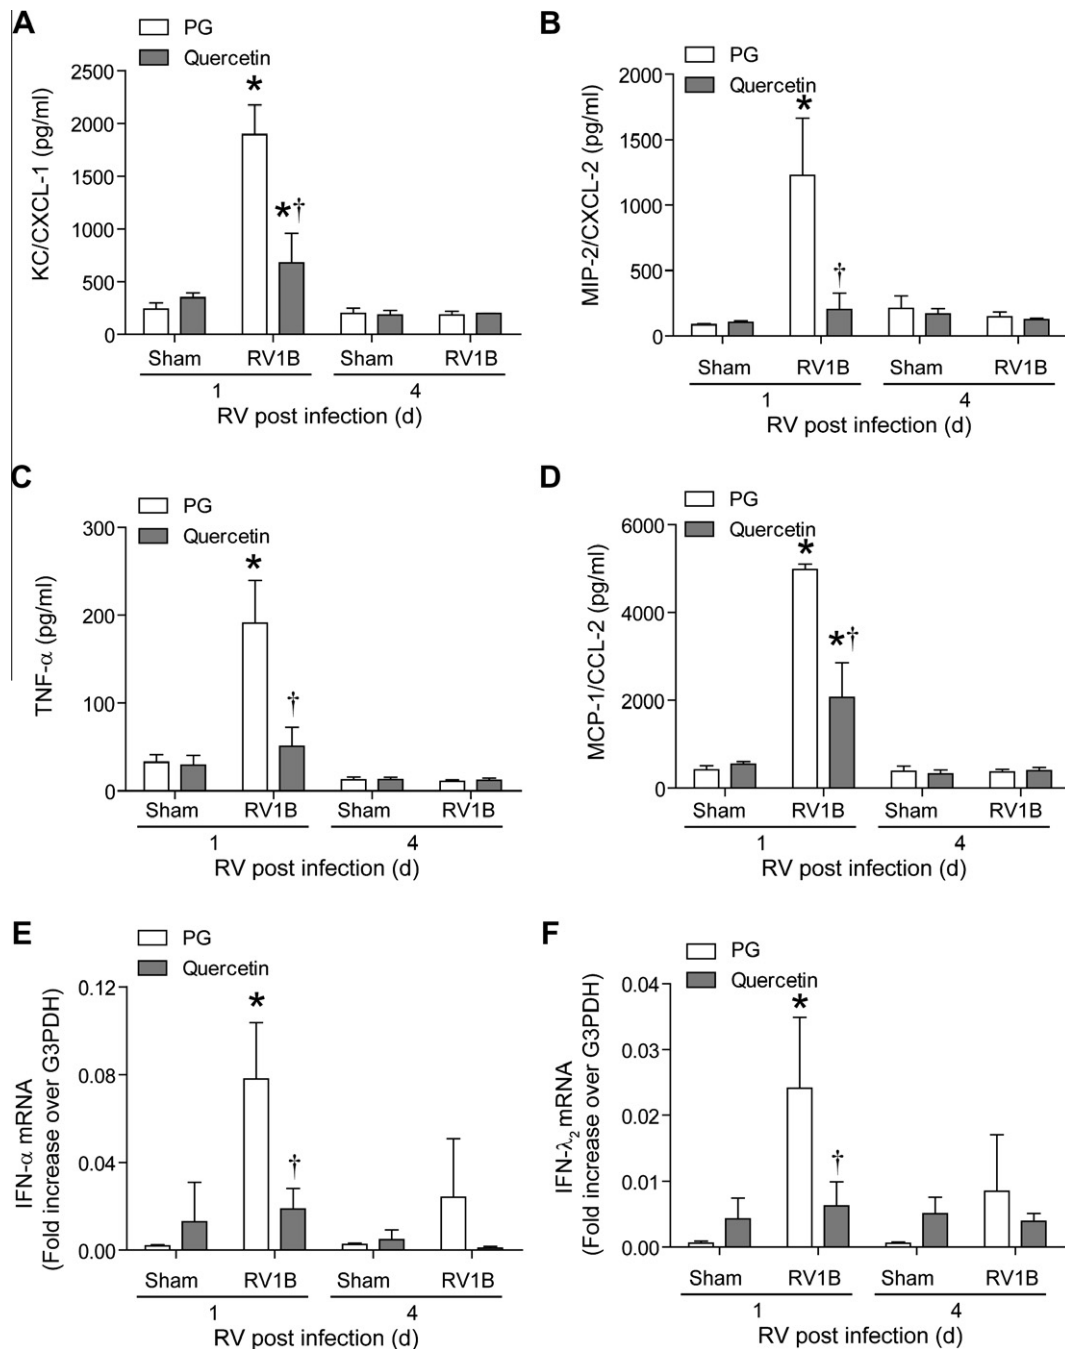 A
PG
Quercetin
KC/CXCL-1 (pg/ml)
2500
2000
1500
1000
500
0
*
*†
Sham RV1B Sham RV1B
1 4
RV post infection (d)
B
PG
Quercetin
MIP-2/CXCL-2 (pg/ml)
2000
1500
1000
500
0
*
†
Sham RV1B Sham RV1B
1 4
RV post infection (d)
C
PG
Quercetin
TNF-α (pg/ml)
300
200
100
0
*
†
Sham RV1B Sham RV1B
1 4
RV post infection (d)
D
PG
Quercetin
MCP-1/CCL-2 (pg/ml)
6000
4000
2000
0
*
*†
Sham RV1B Sham RV1B
1 4
RV post infection (d)
E
PG
Quercetin
IFN-α mRNA
(Fold increase over G3PDH)
0.12
0.08
0.04
0.00
*
†
Sham RV1B Sham RV1B
1 4
RV post infection (d)
F
PG
Quercetin
IFN-λ₂ mRNA
(Fold increase over G3PDH)
0.04
0.03
0.02
0.01
0.00
*
†
Sham RV1B Sham RV1B
1 4
RV post infection (d)